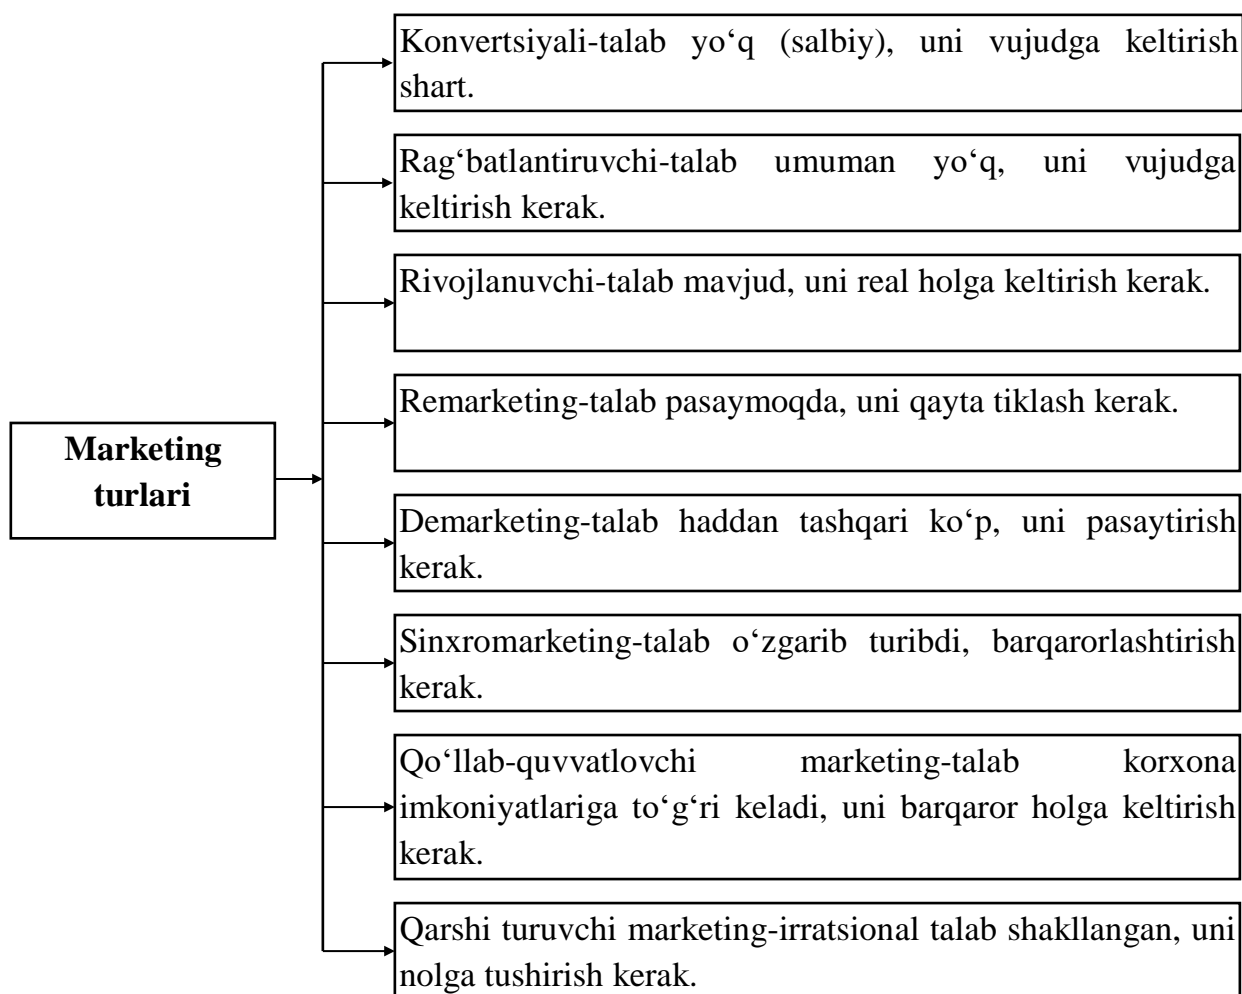 Konvertsiyali-talab yo‘q (salbiy), uni vujudga keltirish
shart.
Rag‘batlantiruvchi-talab umuman yo‘q, uni vujudga
keltirish kerak.
Rivojlanuvchi-talab mavjud, uni real holga keltirish kerak.
Remarketing-talab pasaymoqda, uni qayta tiklash kerak.
Marketing
turlari
Demarketing-talab haddan tashqari ko‘p, uni pasaytirish
kerak.
Sinxromarketing-talab o‘zgarib turibdi, barqarorlashtirish
kerak.
Qo‘llab-quvvatlovchi marketing-talab korxona
imkoniyatlariga to‘g‘ri keladi, uni barqaror holga keltirish
kerak.
Qarshi turuvchi marketing-irratsional talab shakllangan, uni
nolga tushirish kerak.